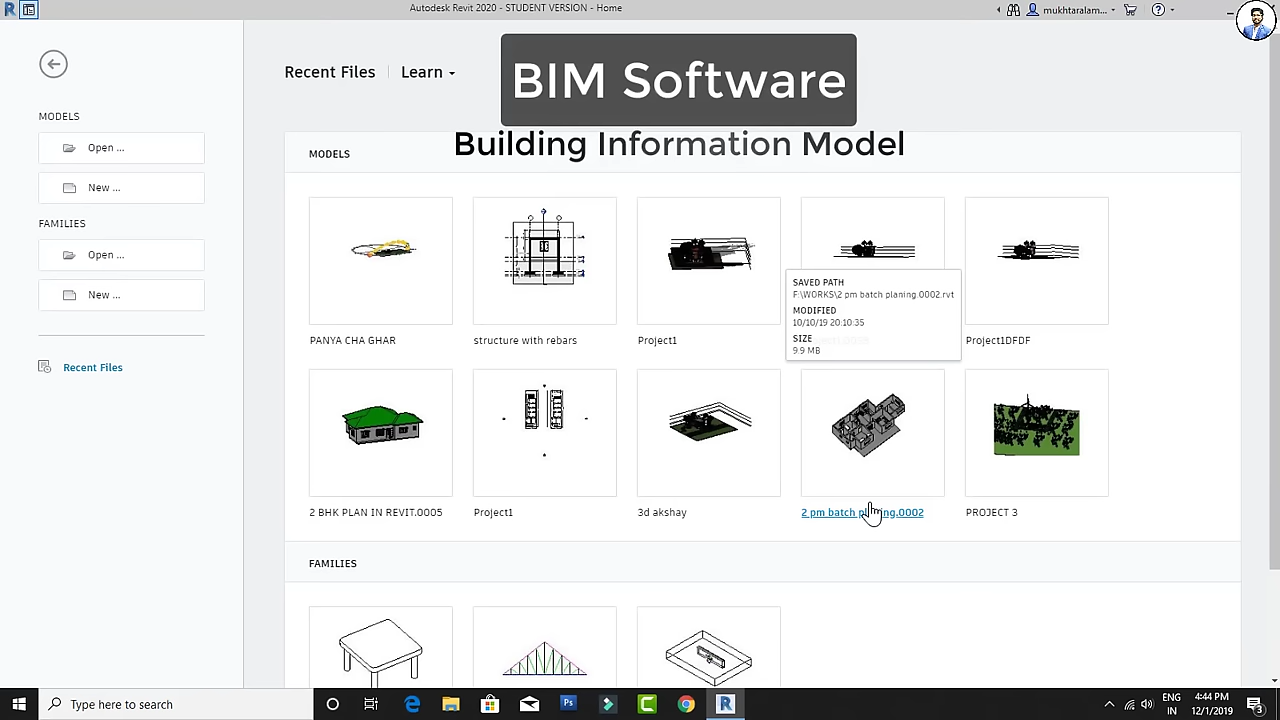 Autodesk Revit 2020 - STUDENT VERSION - Home
mukhtaralam...
BIM Software
Building Information Model
Recent Files
Learn
MODELS
Open ...
New ...
FAMILIES
Open ...
New ...
Recent Files
MODELS
PANYA CHA GHAR
structure with rebars
Project1
SAVED PATH
F:\WORKS\2 pm batch planing.0002.rvt
MODIFIED
10/10/19 20:10:35
SIZE
9.9 MB
Project1DFDF
2 BHK PLAN IN REVIT.0005
Project1
3d akshay
2 pm batch planing.0002
PROJECT 3
FAMILIES
Type here to search
ENG
IN
4:44 PM
12/1/2019